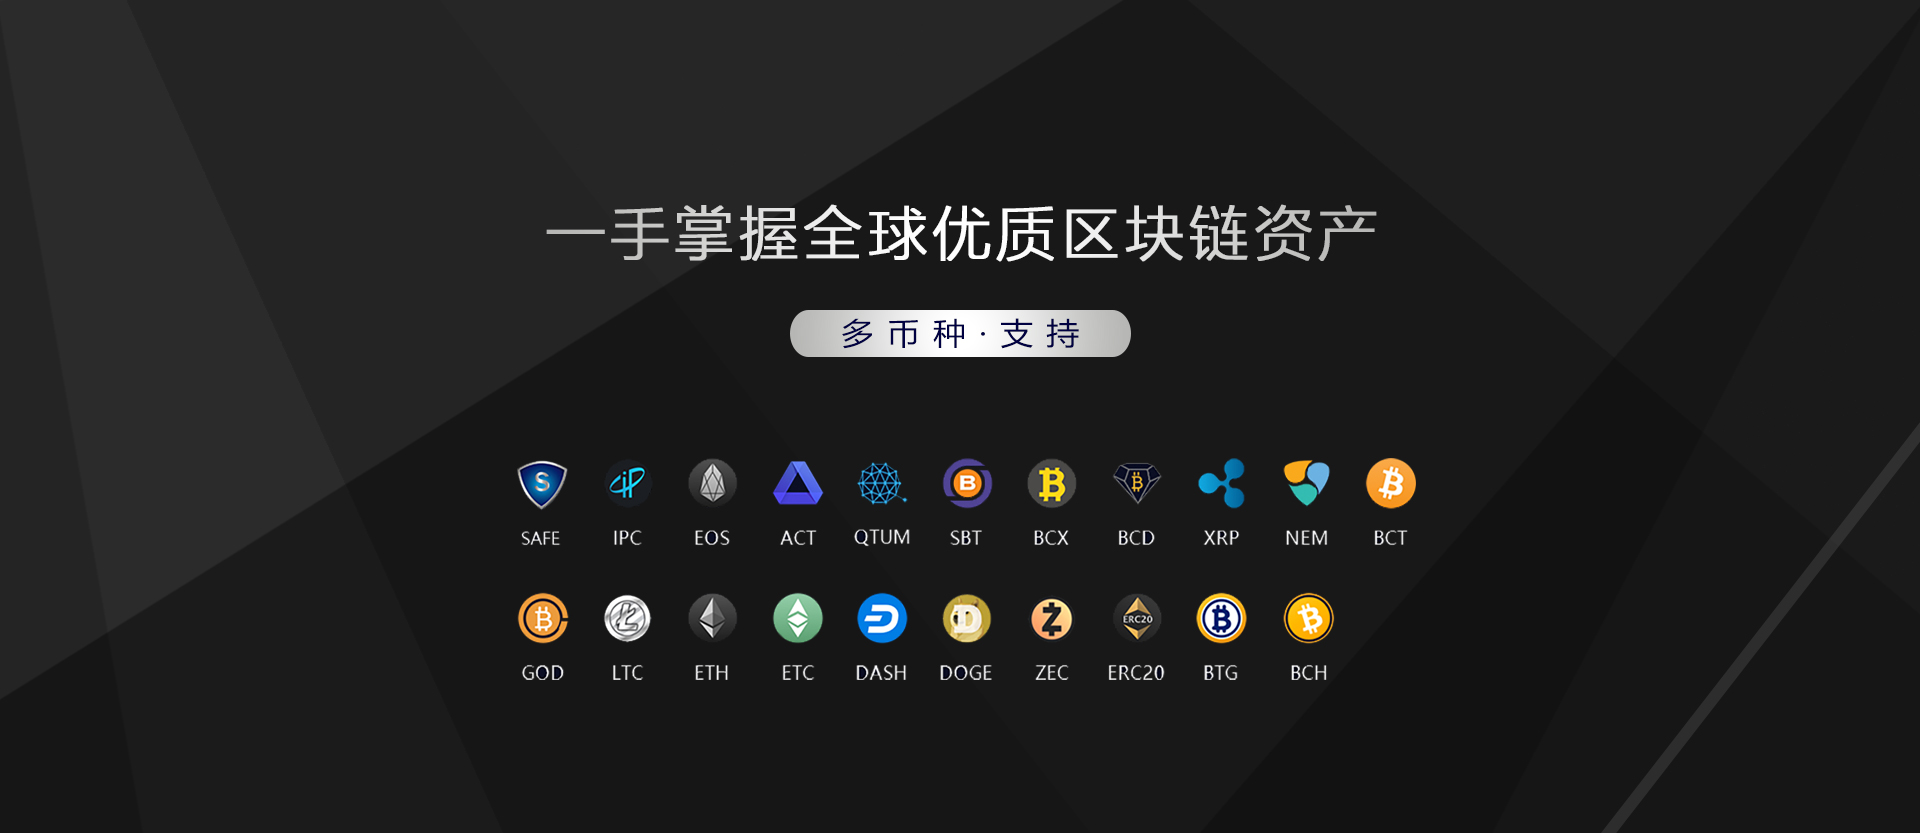 一手掌握全球优质区块链资产
多币种·支持
SAFE IPC EOS ACT QTUM SBT BCX BCD XRP NEM BCT
ERC20
GOD LTC ETH ETC DASH DOGE ZEC ERC20 BTG BCH